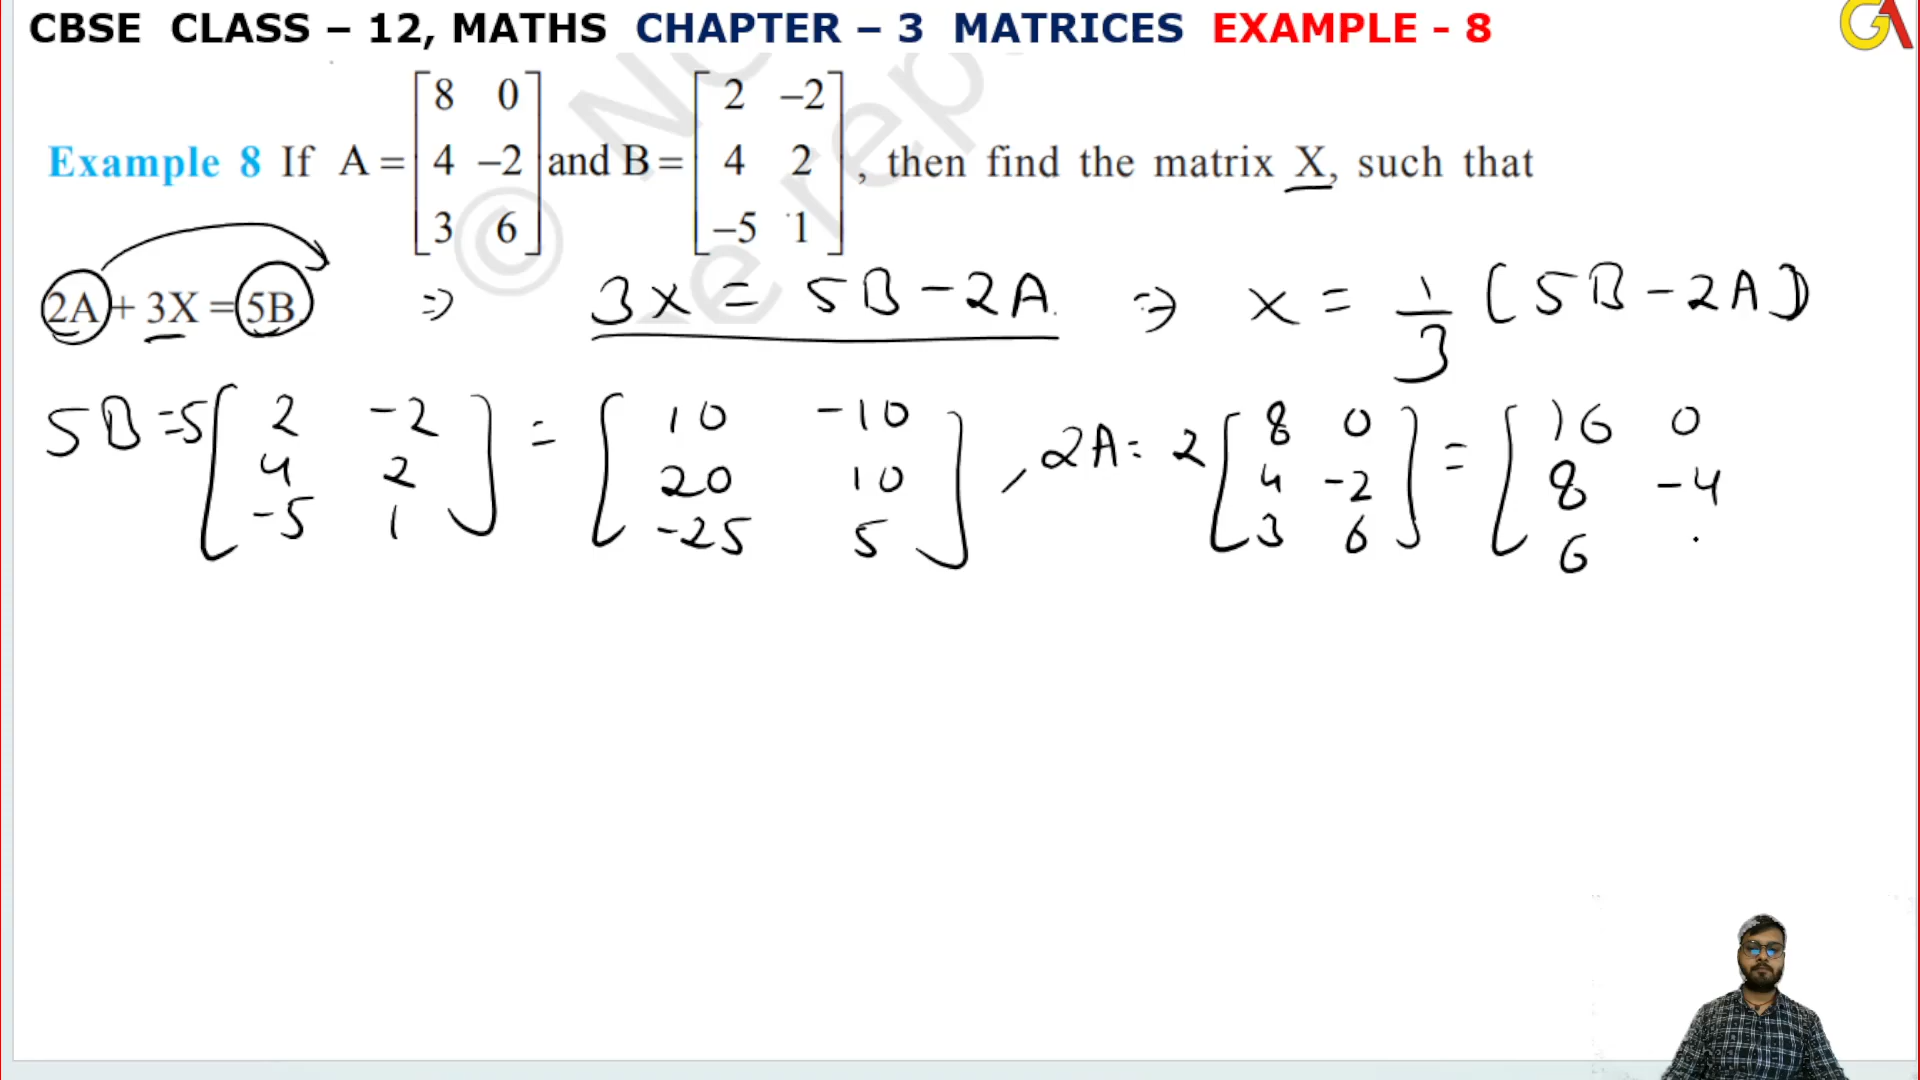 CBSE CLASS – 12, MATHS CHAPTER – 3 MATRICES EXAMPLE - 8
GA
Example 8 If A = [8 0; 4 –2; 3 6] and B = [2 –2; 4 2; –5 1], then find the matrix X, such that
2A + 3X = 5B ⇒ 3X = 5B - 2A. ⇒ X = 1/3 (5B - 2A)
5B = 5 [2 -2; 4 2; -5 1] = [10 -10; 20 10; -25 5], 2A = 2 [8 0; 4 -2; 3 6] = [16 0; 8 -4; 6